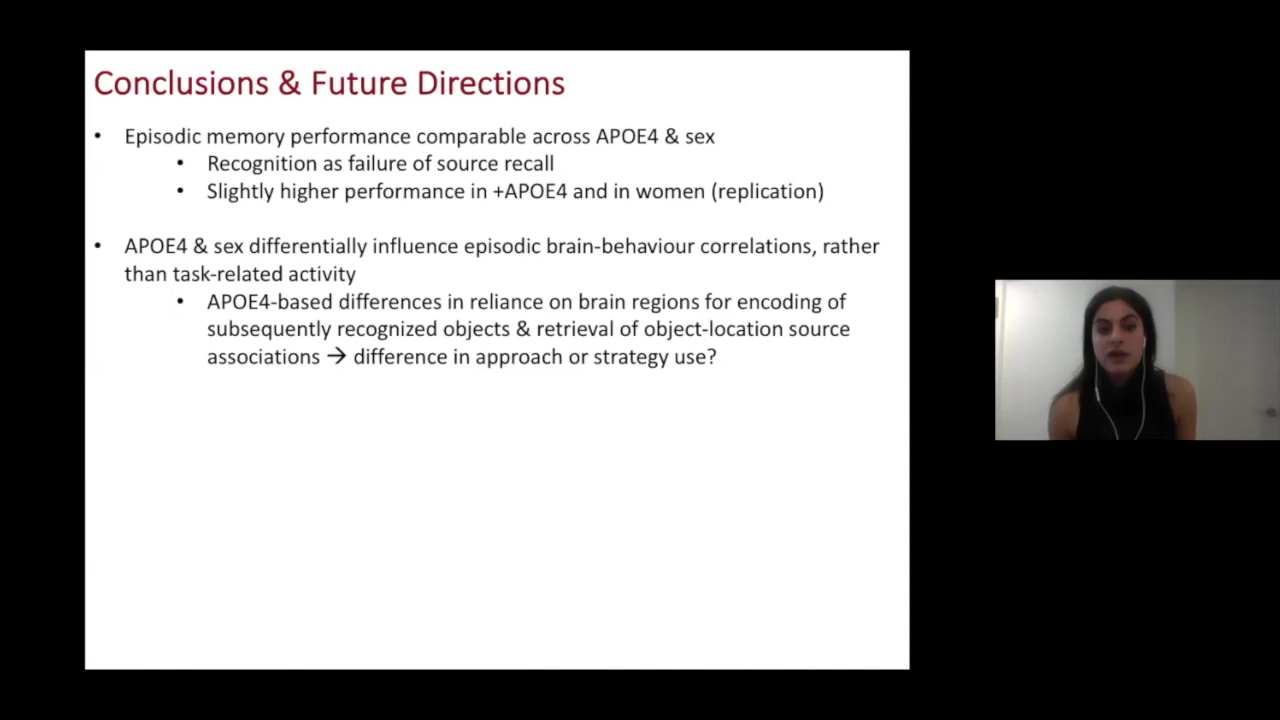 Conclusions & Future Directions
• Episodic memory performance comparable across APOE4 & sex
• Recognition as failure of source recall
• Slightly higher performance in +APOE4 and in women (replication)
• APOE4 & sex differentially influence episodic brain-behaviour correlations, rather
than task-related activity
• APOE4-based differences in reliance on brain regions for encoding of
subsequently recognized objects & retrieval of object-location source
associations → difference in approach or strategy use?